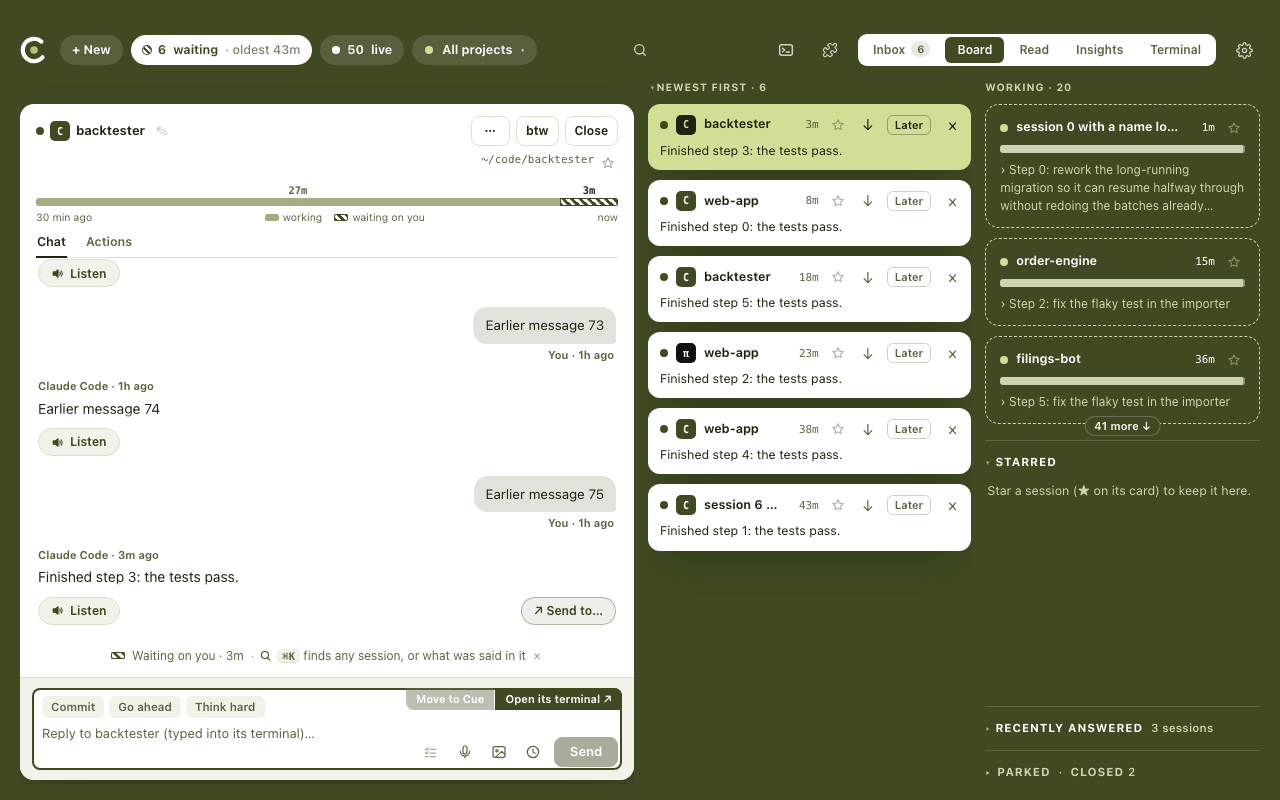 + New
6 waiting · oldest 43m
50 live
All projects
Inbox 6
Board
Read
Insights
Terminal
C backtester
···
btw
Close
~/code/backtester
27m
3m
30 min ago
working
waiting on you
now
Chat
Actions
Listen
Earlier message 73
You · 1h ago
Claude Code · 1h ago
Earlier message 74
Listen
Earlier message 75
You · 1h ago
Claude Code · 3m ago
Finished step 3: the tests pass.
Listen
↗ Send to...
Waiting on you · 3m · ⌘K finds any session, or what was said in it ×
Commit
Go ahead
Think hard
Move to Cue
Open its terminal ↗
Reply to backtester (typed into its terminal)...
Send
NEWEST FIRST · 6
C backtester 3m ↓ Later ×
Finished step 3: the tests pass.
C web-app 8m ↓ Later ×
Finished step 0: the tests pass.
C backtester 18m ↓ Later ×
Finished step 5: the tests pass.
π web-app 23m ↓ Later ×
Finished step 2: the tests pass.
C web-app 38m ↓ Later ×
Finished step 4: the tests pass.
C session 6 ... 43m ↓ Later ×
Finished step 1: the tests pass.
WORKING · 20
session 0 with a name lo... 1m
› Step 0: rework the long-running
migration so it can resume halfway through
without redoing the batches already...
order-engine 15m
› Step 2: fix the flaky test in the importer
filings-bot 36m
› Step 5: fix the flaky test in the importer
41 more ↓
STARRED
Star a session (★ on its card) to keep it here.
RECENTLY ANSWERED 3 sessions
PARKED · CLOSED 2